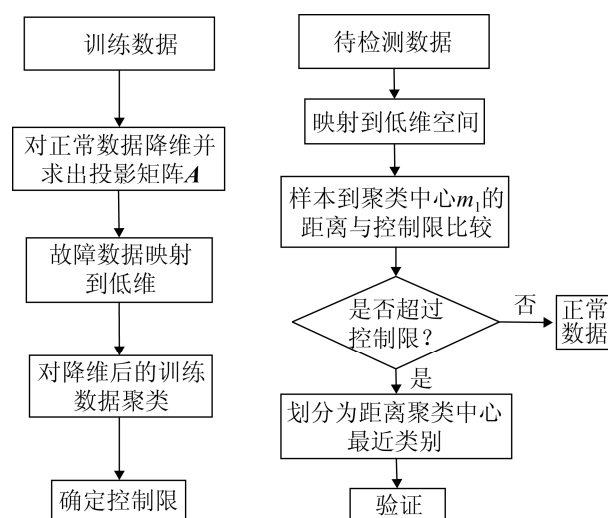 训练数据
对正常数据降维并
求出投影矩阵A
故障数据映射
到低维
对降维后的训练
数据聚类
确定控制限
待检测数据
映射到低维空间
样本到聚类中心m₁的
距离与控制限比较
是否超过
控制限?
否
正常
数据
是
划分为距离聚类中心
最近类别
验证